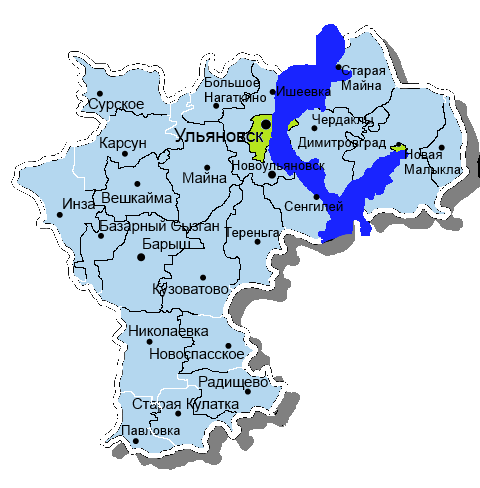 Старая
Майна
Большое
Нагаткино
Ишеевка
Сурское
Чердаклы
Ульяновск
Карсун
Димитровград
Новая
Малыкла
Новоульяновск
Майна
Вешкайма
Инза
Сенгилей
Базарный Сызган
Тереньга
Барыш
Кузоватово
Николаевка
Новоспасское
Радищево
Старая Кулатка
Павловка